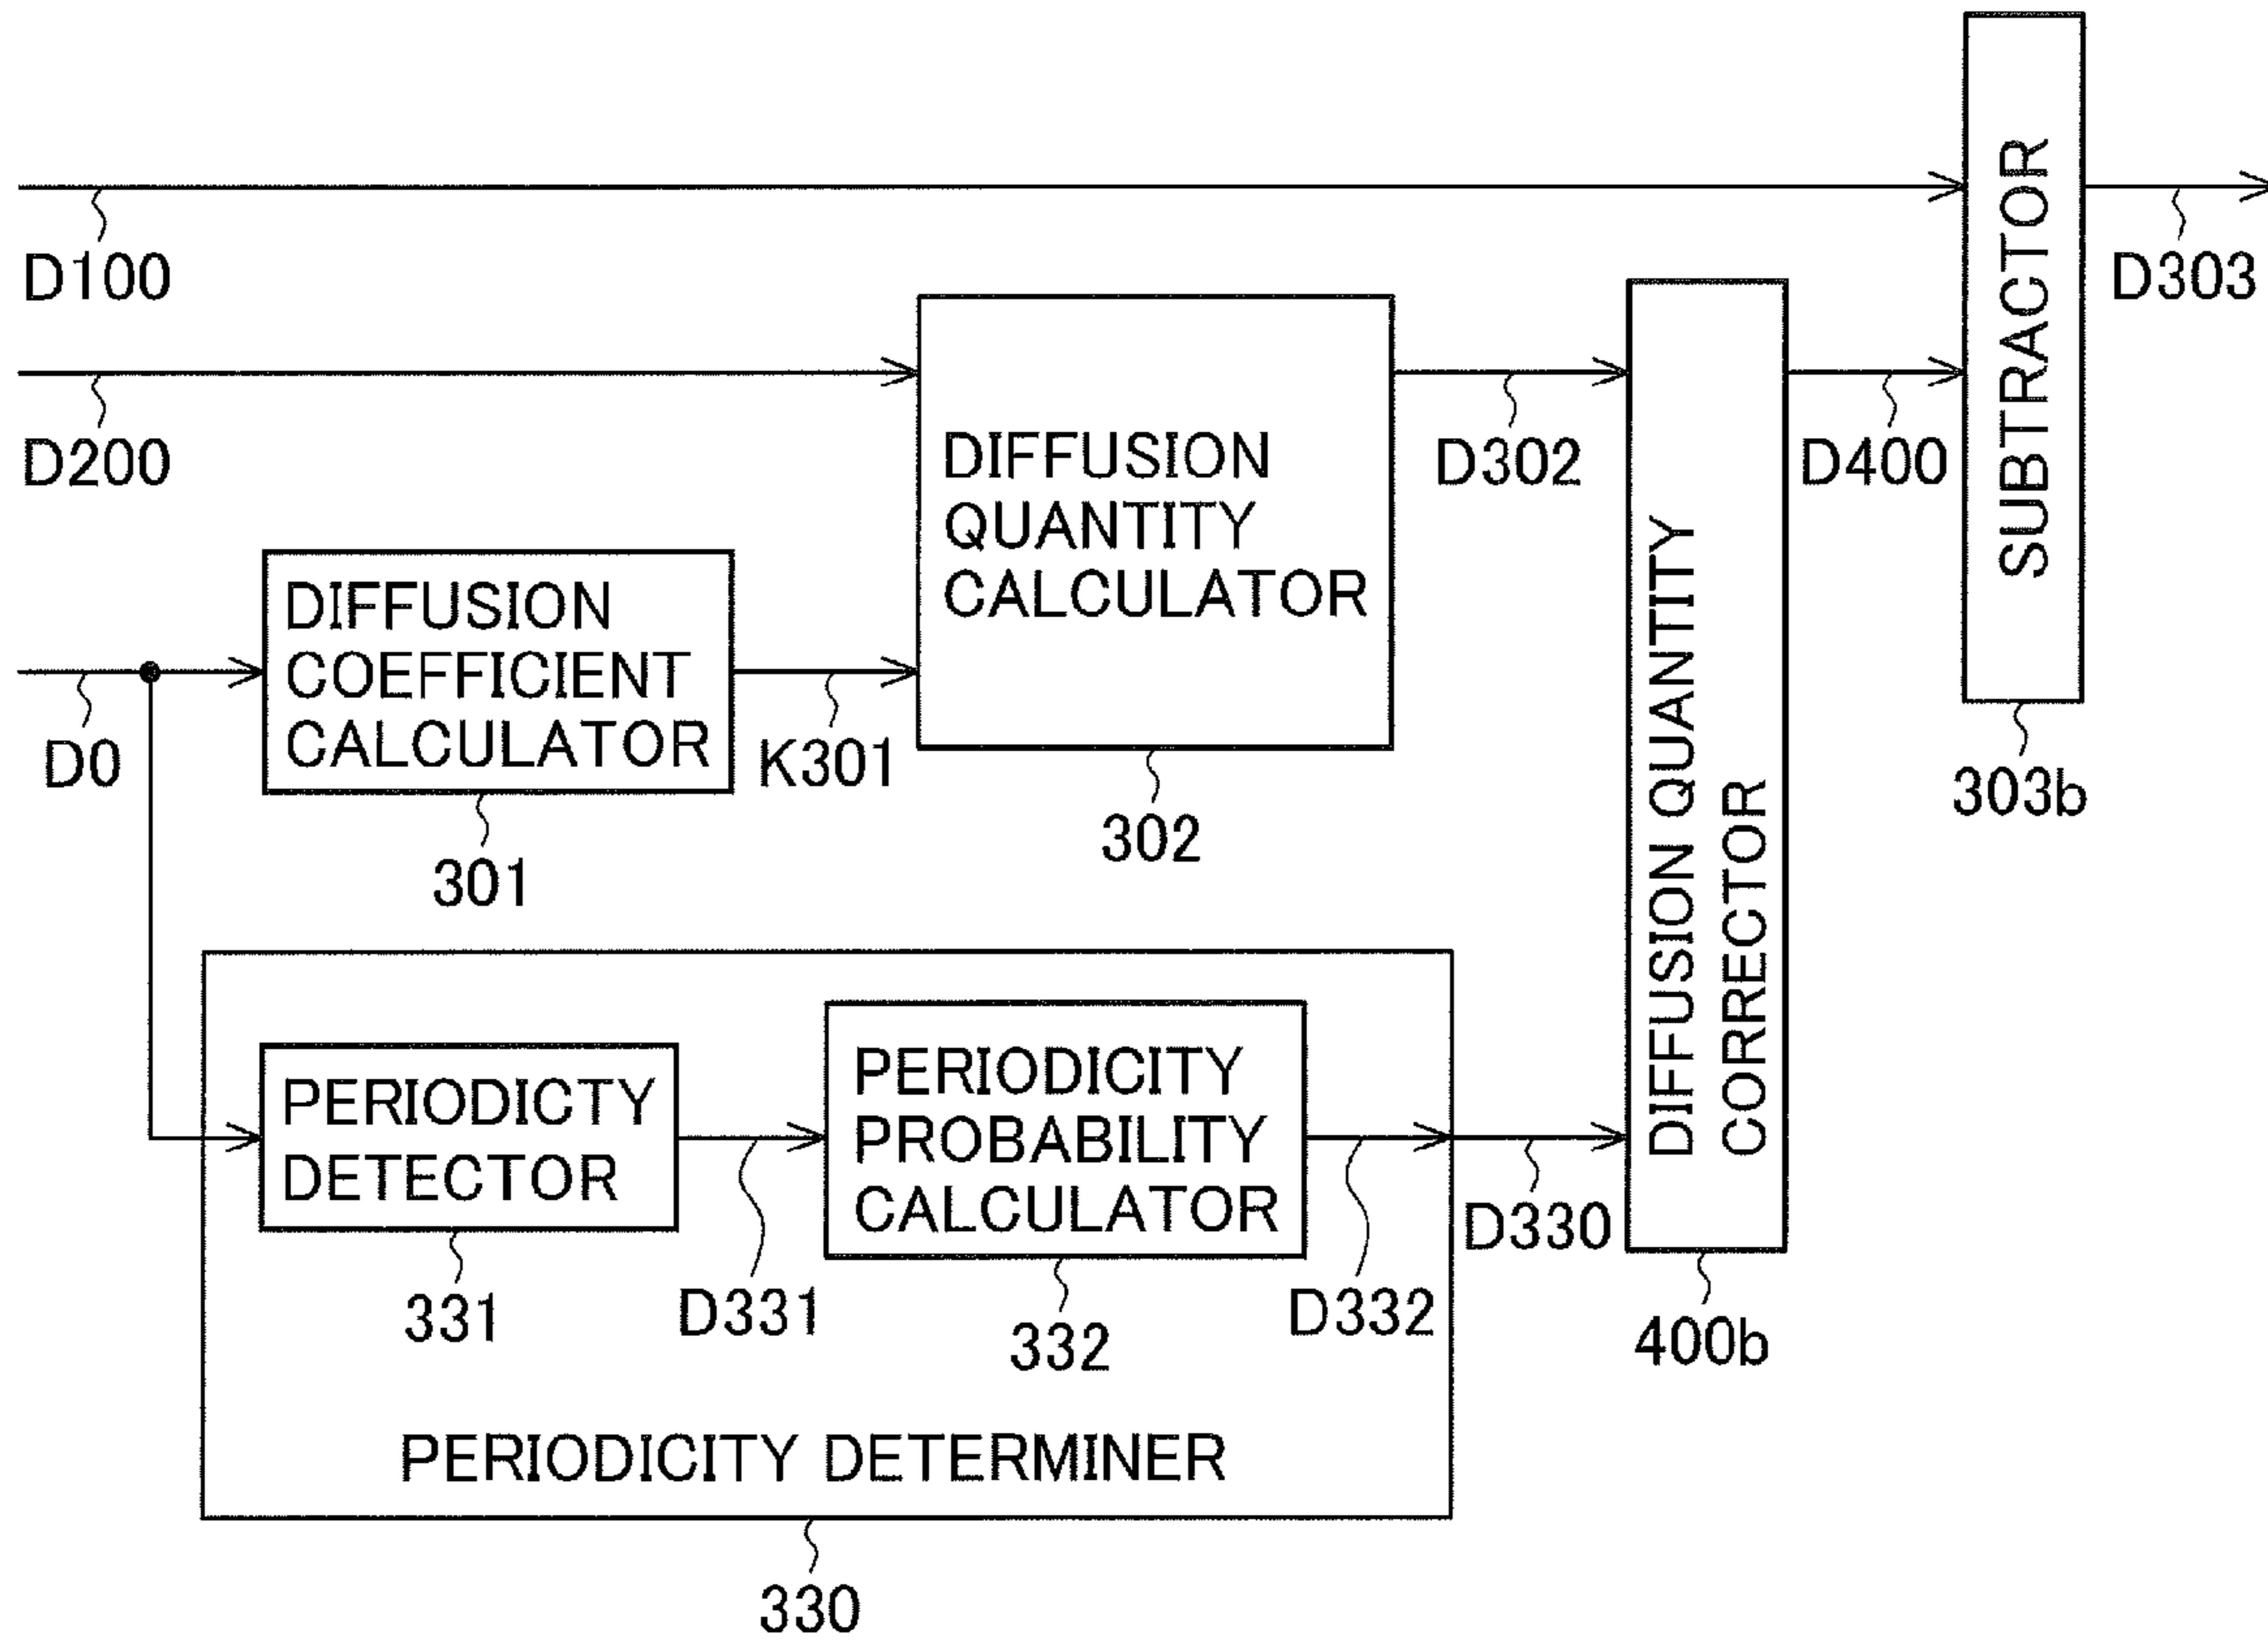 SUBTRACTOR
D100
D303
D200
DIFFUSION
QUANTITY
CALCULATOR
D302
D400
DIFFUSION
COEFFICIENT
CALCULATOR
D0
K301
301
302
DIFFUSION QUANTITY
CORRECTOR
303b
PERIODICTY
DETECTOR
PERIODICITY
PROBABILITY
CALCULATOR
D330
331
D331
332
D332
400b
PERIODICITY DETERMINER
330